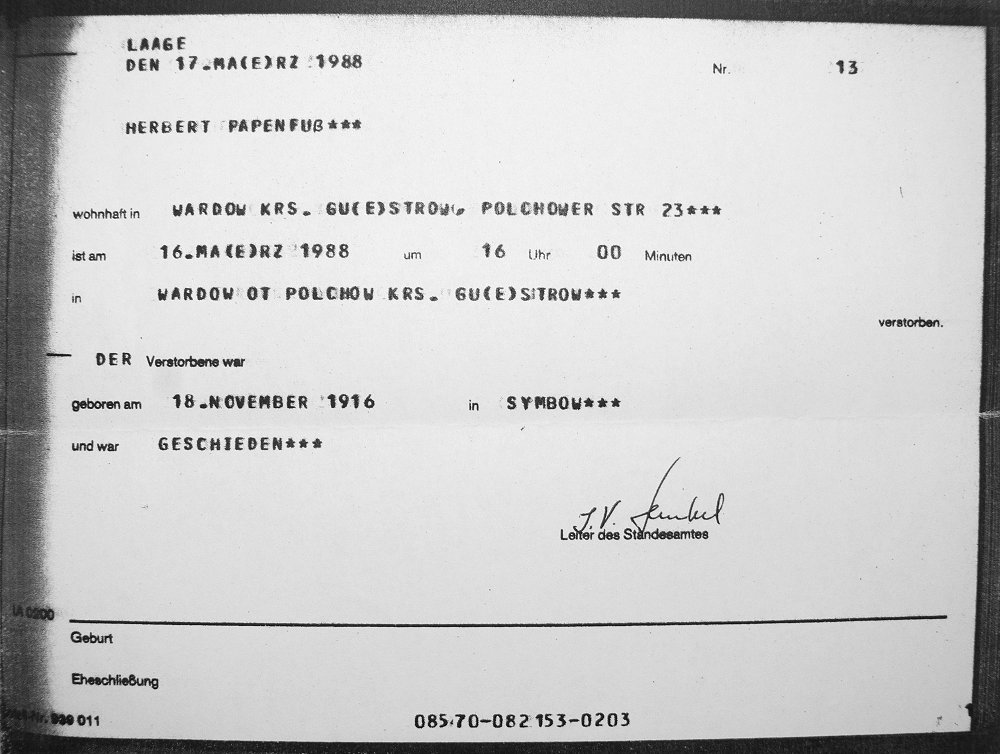 LAAGE
DEN 17.MA(E)RZ 1988
Nr. 13
HERBERT PAPENFUß***
wohnhaft in WARDOW KRS. GU(E)STROW, POLCHOWER STR 23***
ist am 16.MA(E)RZ 1988 um 16 Uhr 00 Minuten
in WARDOW OT POLCHOW KRS. GU(E)STROW***
verstorben.
DER Verstorbene war
geboren am 18.NOVEMBER 1916 in SYMBOW***
und war GESCHIEDEN***
J.V.
Leiter des Standesamtes
IA 0200
Geburt
Eheschließung
011 08570-082153-0203